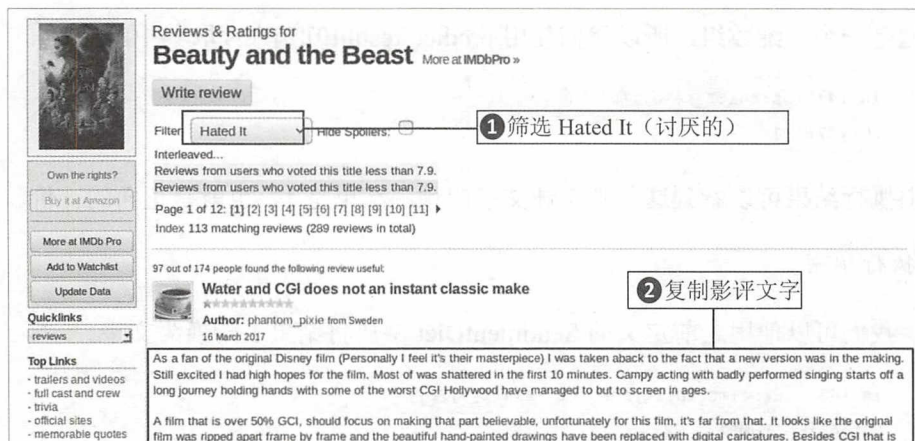 Reviews & Ratings for
Beauty and the Beast More at IMDbPro »
Write review
Filter: Hated It Hide Spoilers:
❶筛选 Hated It（讨厌的）
Interleaved...
Reviews from users who voted this title less than 7.9.
Reviews from users who voted this title less than 7.9.
Page 1 of 12: [1] [2] [3] [4] [5] [6] [7] [8] [9] [10] [11]
Index 113 matching reviews (289 reviews in total)
Own the rights?
Buy it at Amazon
More at IMDb Pro
Add to Watchlist
Update Data
Quicklinks
reviews
Top Links
- trailers and videos
- full cast and crew
- trivia
- official sites
- memorable quotes
97 out of 174 people found the following review useful:
Water and CGI does not an instant classic make
Author: phantom_pixie from Sweden
16 March 2017
❷复制影评文字
As a fan of the original Disney film (Personally I feel it's their masterpiece) I was taken aback to the fact that a new version was in the making.
Still excited I had high hopes for the film. Most of was shattered in the first 10 minutes. Campy acting with badly performed singing starts off a
long journey holding hands with some of the worst CGI Hollywood have managed to but to screen in ages.
A film that is over 50% GCI, should focus on making that part believable, unfortunately for this film, it's far from that. It looks like the original
film was ripped apart frame by frame and the beautiful hand-painted drawings have been replaced with digital caricatures. Besides CGI that is